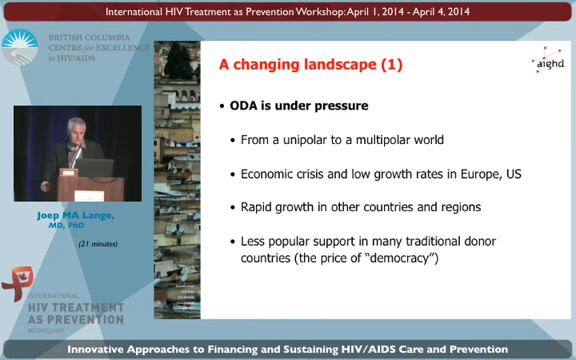 International HIV Treatment as Prevention Workshop: April 1, 2014 - April 4, 2014
BRITISH COLUMBIA
CENTRE for EXCELLENCE
in HIV/AIDS
A changing landscape (1)
aighd
• ODA is under pressure
• From a unipolar to a multipolar world
• Economic crisis and low growth rates in Europe, US
• Rapid growth in other countries and regions
• Less popular support in many traditional donor
countries (the price of “democracy”)
Joep MA Lange,
MD, PhD
(21 minutes)
INTERNATIONAL
HIV TREATMENT
AS PREVENTION
WORKSHOP
Innovative Approaches to Financing and Sustaining HIV/AIDS Care and Prevention